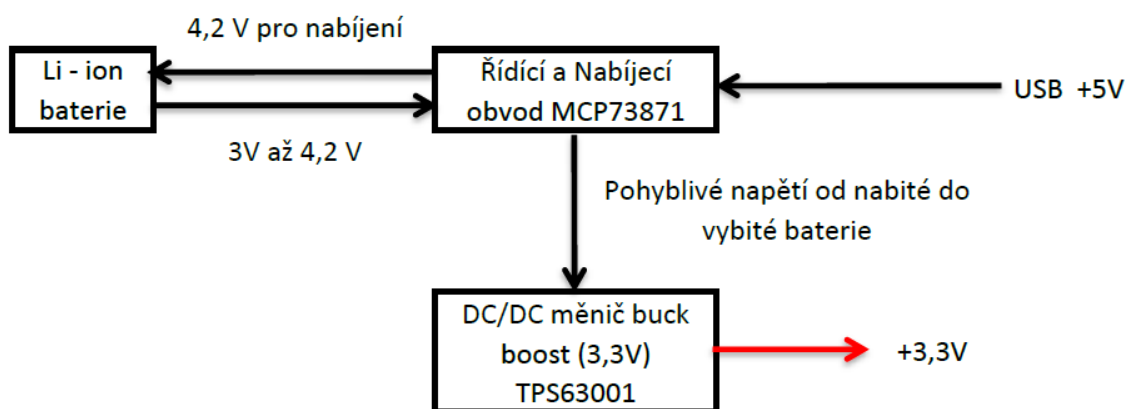 4,2 V pro nabíjení
Li - ion
baterie
3V až 4,2 V
Řídící a Nabíjecí
obvod MCP73871
USB +5V
Pohyblivé napětí od nabité do
vybité baterie
DC/DC měnič buck
boost (3,3V)
TPS63001
+3,3V